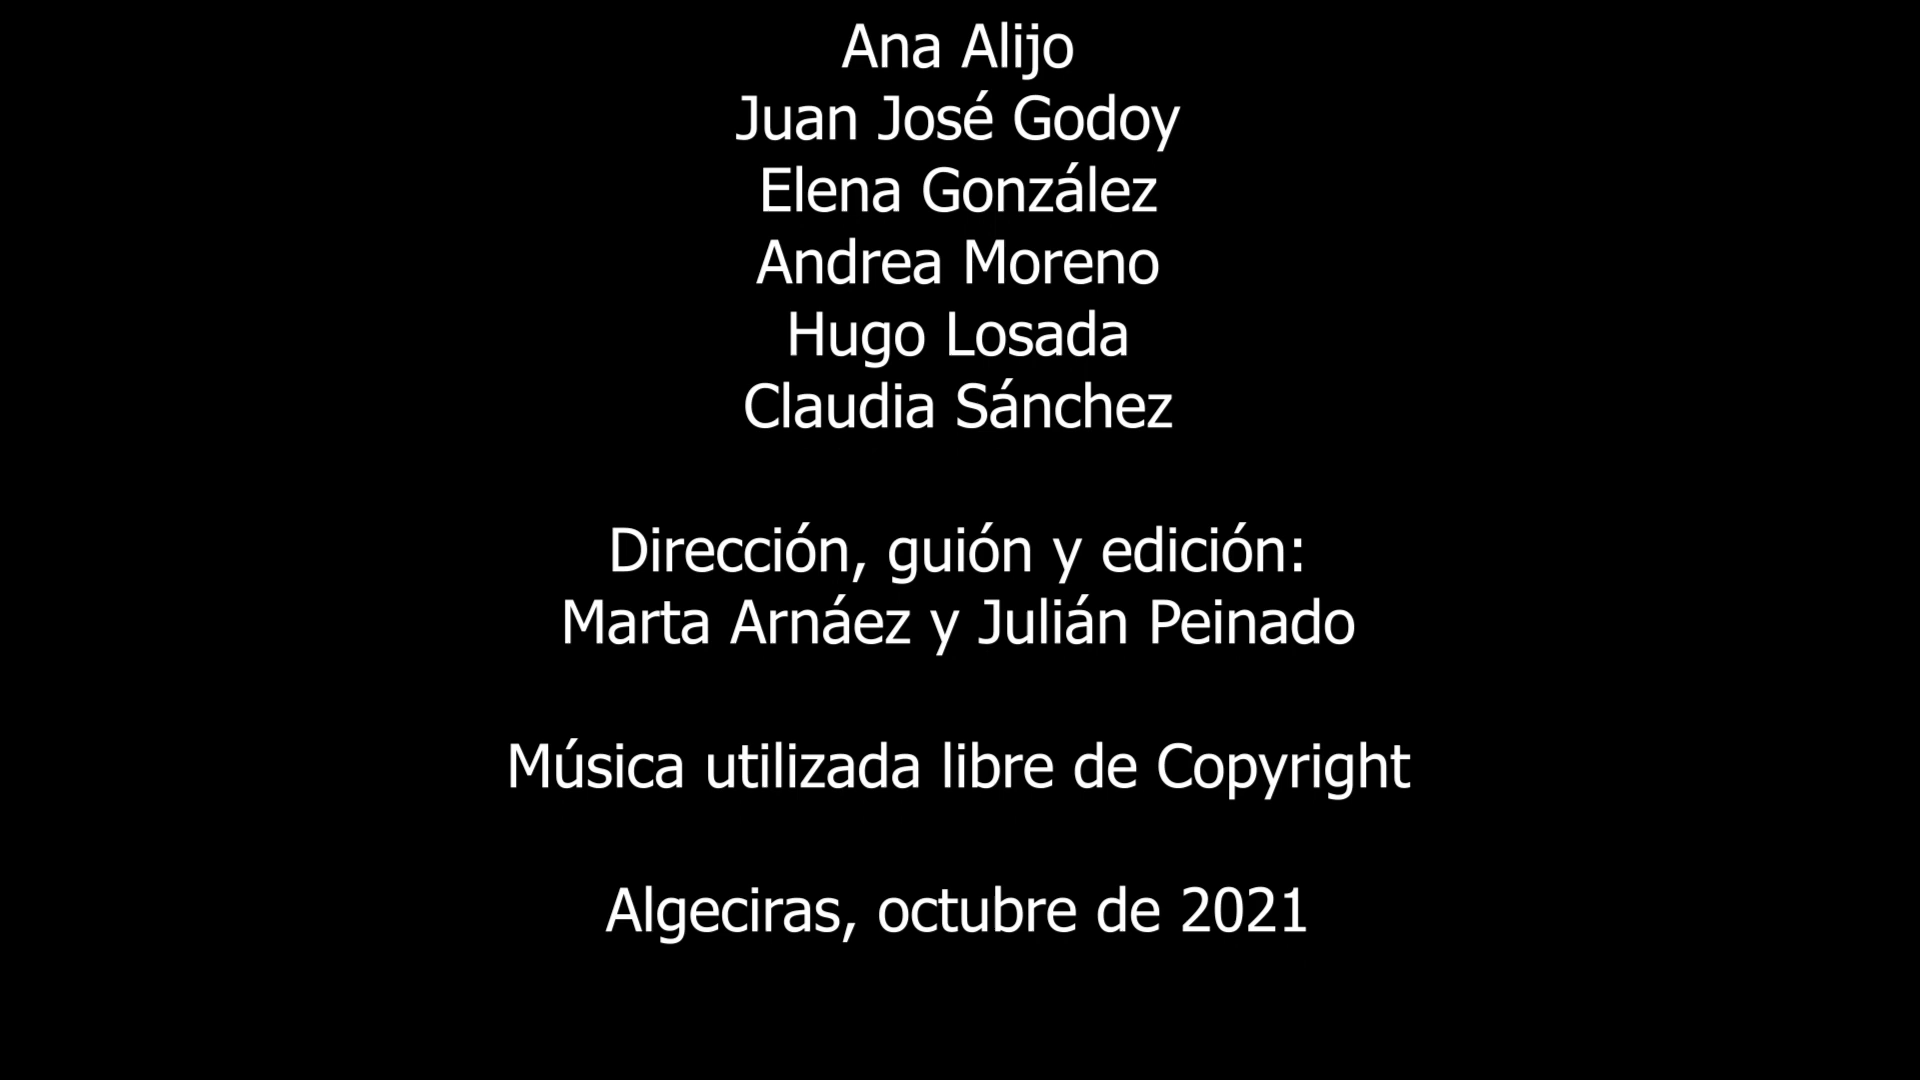 Ana Alijo
Juan José Godoy
Elena González
Andrea Moreno
Hugo Losada
Claudia Sánchez
Dirección, guión y edición:
Marta Arnáez y Julián Peinado
Música utilizada libre de Copyright
Algeciras, octubre de 2021